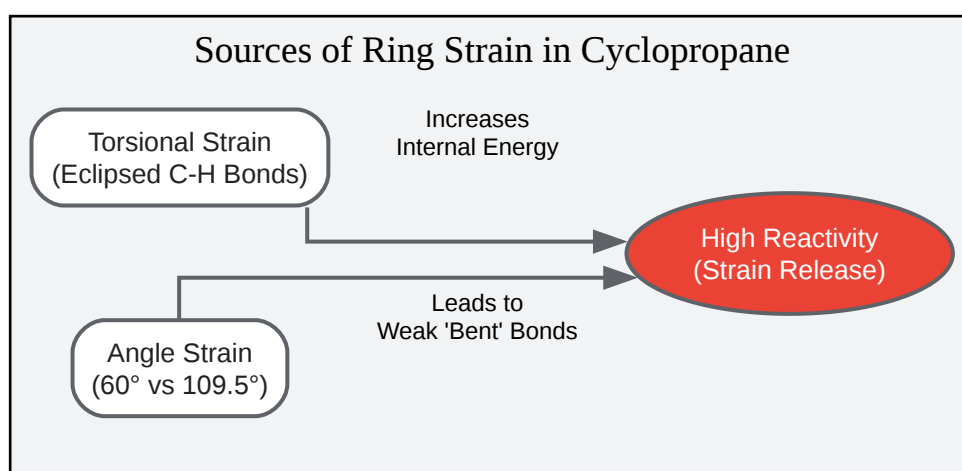 Sources of Ring Strain in Cyclopropane
Torsional Strain
(Eclipsed C-H Bonds)
Increases
Internal Energy
High Reactivity
(Strain Release)
Leads to
Weak 'Bent' Bonds
Angle Strain
(60° vs 109.5°)